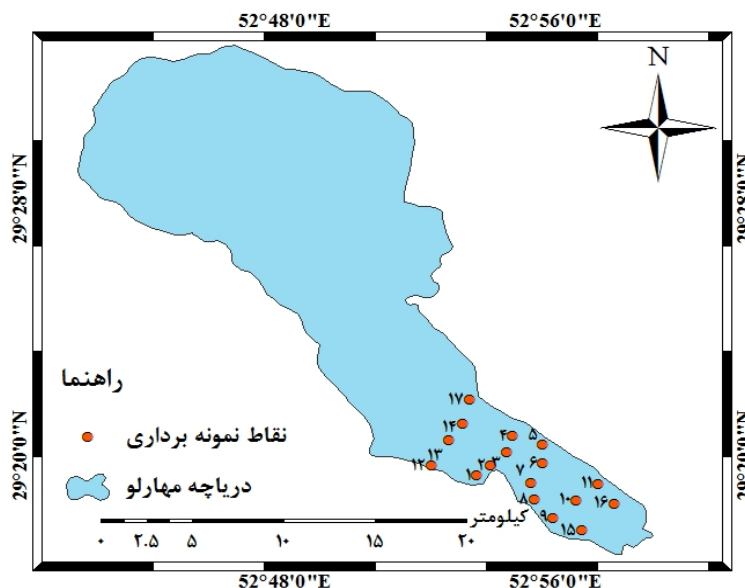 52°48'0"E 52°56'0"E
N
29°28'0"N 29°28'0"N
راهنما
نقاط نمونه برداری
دریاچه مهارلو
۱۷
۱۴
۴ ۵
۱۳
۱۲ ۱ ۲ ۳ ۶
۷ ۱۱
۸ ۱۰ ۱۶
۹ ۱۵
29°20'0"N 29°20'0"N
کیلومتر
۰ ۲.۵ ۵ ۱۰ ۱۵ ۲۰
52°48'0"E 52°56'0"E